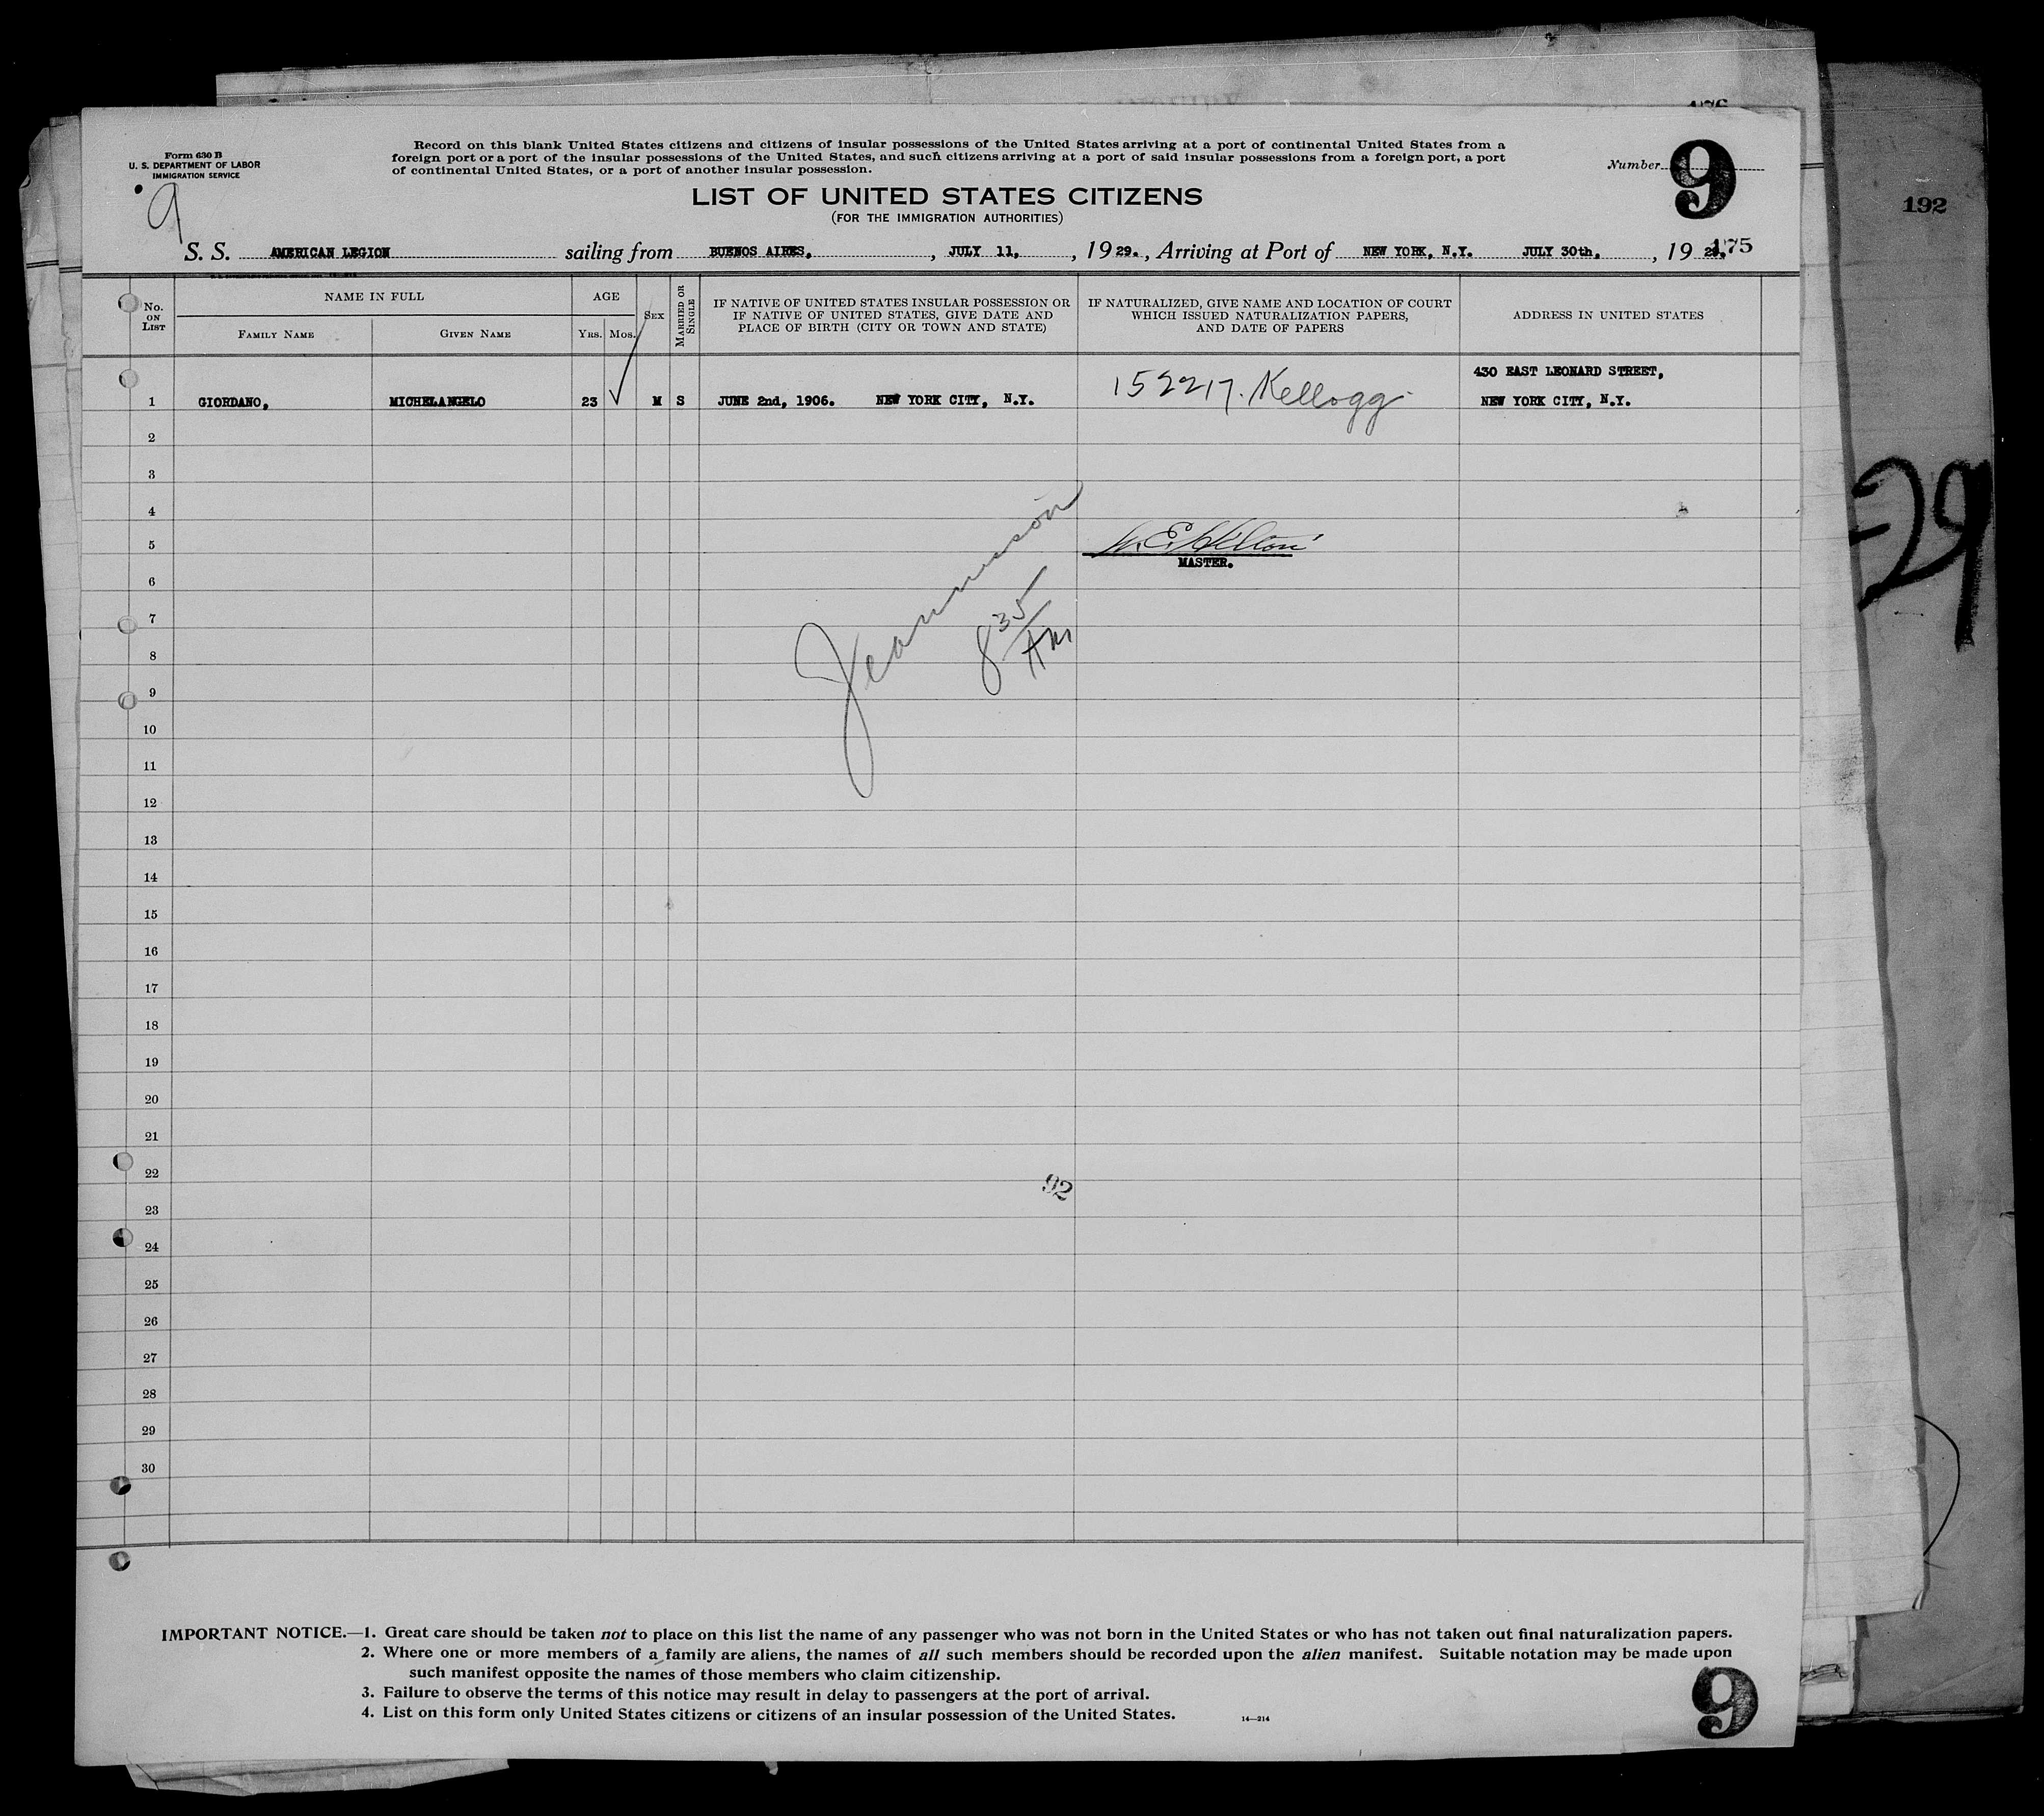 176
Form 630 B
U. S. DEPARTMENT OF LABOR
IMMIGRATION SERVICE
9
Record on this blank United States citizens and citizens of insular possessions of the United States arriving at a port of continental United States from a
foreign port or a port of the insular possessions of the United States, and such citizens arriving at a port of said insular possessions from a foreign port, a port
of continental United States, or a port of another insular possession.
Number 9
192
LIST OF UNITED STATES CITIZENS
(FOR THE IMMIGRATION AUTHORITIES)
S. S. AMERICAN LEGION sailing from BUENOS AIRES, , JULY 11, , 19 29. , Arriving at Port of NEW YORK, N.Y. JULY 30th, , 19 29.
175
No. ON LIST
NAME IN FULL
FAMILY NAME
GIVEN NAME
AGE
YRS.
MOS.
SEX
MARRIED OR SINGLE
IF NATIVE OF UNITED STATES INSULAR POSSESSION OR
IF NATIVE OF UNITED STATES, GIVE DATE AND
PLACE OF BIRTH (CITY OR TOWN AND STATE)
IF NATURALIZED, GIVE NAME AND LOCATION OF COURT
WHICH ISSUED NATURALIZATION PAPERS,
AND DATE OF PAPERS
ADDRESS IN UNITED STATES
430 EAST LEONARD STREET,
1 GIORDANO, MICHELANGELO 23 M S JUNE 2nd, 1906. NEW YORK CITY, N.Y. 152217. Kellogg NEW YORK CITY, N.Y.
2
3
4
-29
5
W.E. Hilton
MASTER.
6
7
835 AM
8
9
10
11
12
13
14
15
16
17
18
19
20
21
22
92
23
24
25
26
27
28
29
30
IMPORTANT NOTICE.—1. Great care should be taken not to place on this list the name of any passenger who was not born in the United States or who has not taken out final naturalization papers.
2. Where one or more members of a family are aliens, the names of all such members should be recorded upon the alien manifest. Suitable notation may be made upon
such manifest opposite the names of those members who claim citizenship.
3. Failure to observe the terms of this notice may result in delay to passengers at the port of arrival.
4. List on this form only United States citizens or citizens of an insular possession of the United States.
14—214
9